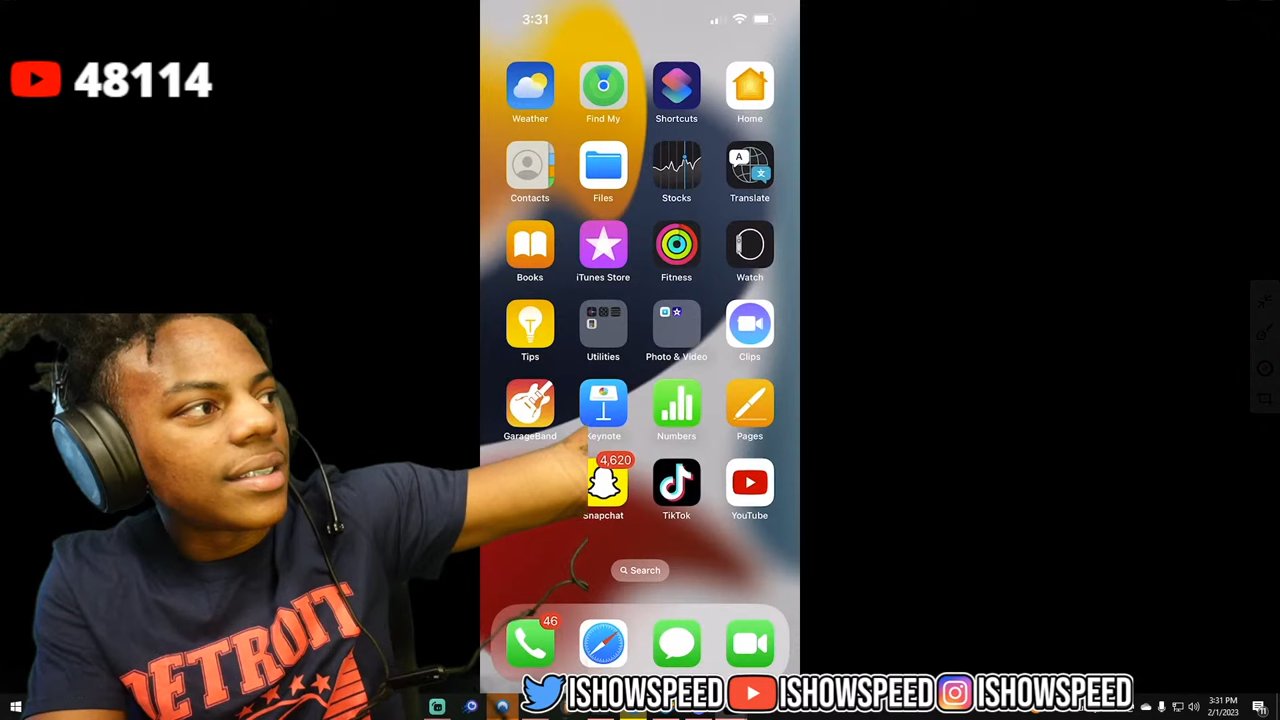 3:31
48114
Weather Find My Shortcuts Home
Contacts Files Stocks Translate
A
Books iTunes Store Fitness Watch
Tips Utilities Photo & Video Clips
GarageBand Keynote Numbers Pages
4,620
Snapchat TikTok YouTube
Search
46
DETROIT
ISHOWSPEED ISHOWSPEED ISHOWSPEED
3:31 PM
2/1/2023